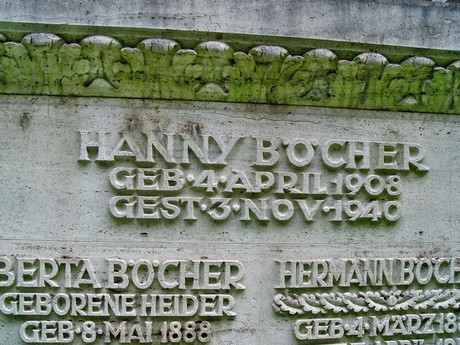 HANNY BÖCHER
GEB·4·APRIL 1908
GEST·3·NOV·1940
BERTA BÖCHER
GEBORENE HEIDER
GEB·8·MAI 1888
HERMANN BÖCH
GEB·4·MÄRZ 18